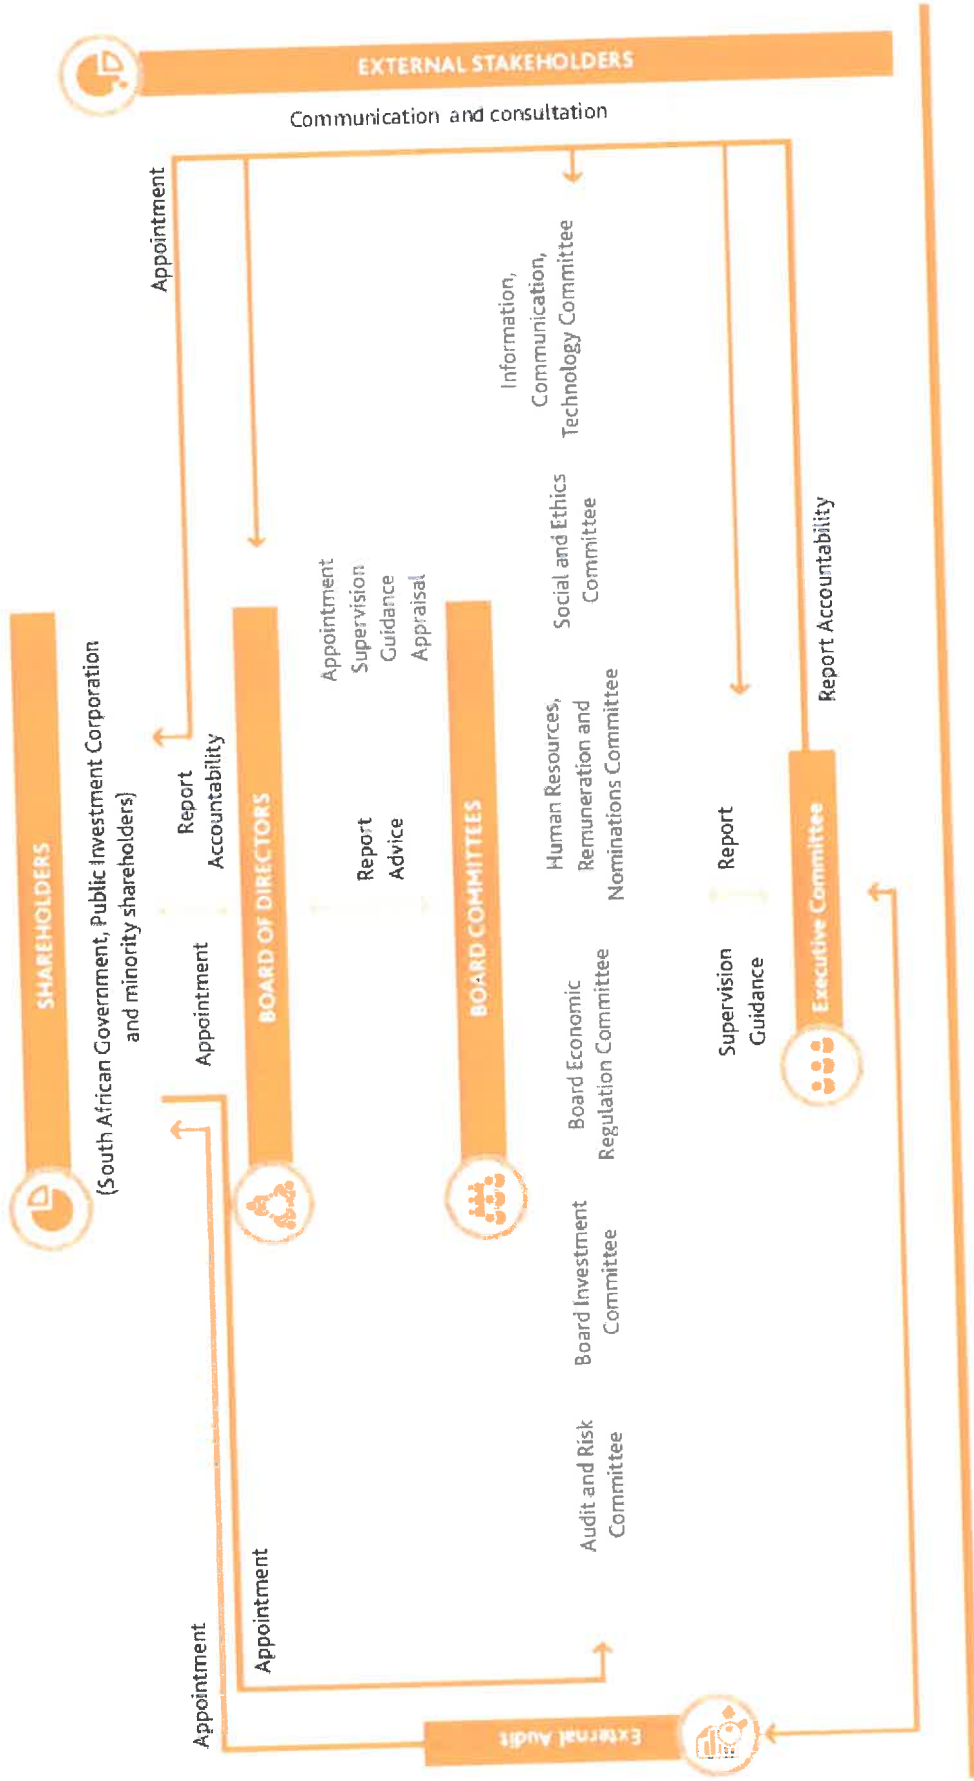 SHAREHOLDERS
(South African Government, Public Investment Corporation
and minority shareholders)
Appointment
Appointment
Report
Accountability
Appointment
BOARD OF DIRECTORS
Appointment
Report
Advice
Appointment
Supervision
Guidance
Appraisal
BOARD COMMITTEES
Audit and Risk
Committee
Board Investment
Committee
Board Economic
Regulation Committee
Human Resources,
Remuneration and
Nominations Committee
Social and Ethics
Committee
Information,
Communication,
Technology Committee
Supervision
Guidance
Report
Executive Committee
Report Accountability
External Audit
Communication and consultation
EXTERNAL STAKEHOLDERS